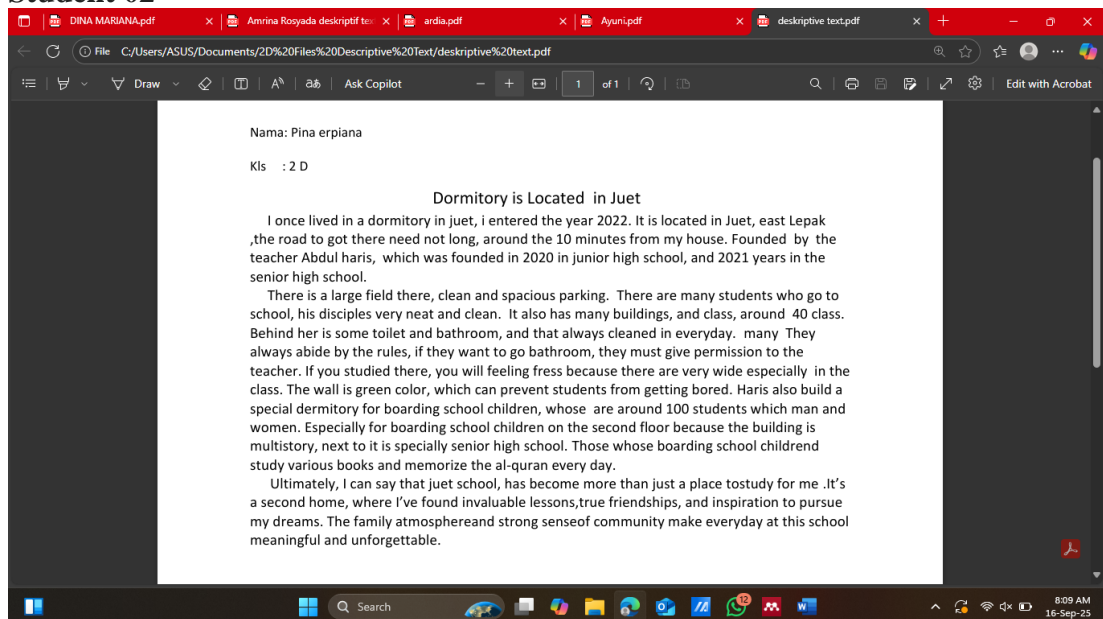 DINA MARIANA.pdf
Amrina Rosyada deskriptif tex
ardia.pdf
Ayuni.pdf
deskriptive text.pdf
File C:/Users/ASUS/Documents/2D%20Files%20Descriptive%20Text/deskriptive%20text.pdf
Draw
aあ
Ask Copilot
1 of 1
Edit with Acrobat
Nama: Pina erpiana
Kls : 2 D
Dormitory is Located in Juet
I once lived in a dormitory in juet, i entered the year 2022. It is located in Juet, east Lepak
,the road to got there need not long, around the 10 minutes from my house. Founded by the
teacher Abdul haris, which was founded in 2020 in junior high school, and 2021 years in the
senior high school.
There is a large field there, clean and spacious parking. There are many students who go to
school, his disciples very neat and clean. It also has many buildings, and class, around 40 class.
Behind her is some toilet and bathroom, and that always cleaned in everyday. many They
always abide by the rules, if they want to go bathroom, they must give permission to the
teacher. If you studied there, you will feeling fress because there are very wide especially in the
class. The wall is green color, which can prevent students from getting bored. Haris also build a
special dermitory for boarding school children, whose are around 100 students which man and
women. Especially for boarding school children on the second floor because the building is
multistory, next to it is specially senior high school. Those whose boarding school childrend
study various books and memorize the al-quran every day.
Ultimately, I can say that juet school, has become more than just a place tostudy for me .It's
a second home, where I've found invaluable lessons,true friendships, and inspiration to pursue
my dreams. The family atmosphereand strong senseof community make everyday at this school
meaningful and unforgettable.
Search
12
8:09 AM
16-Sep-25